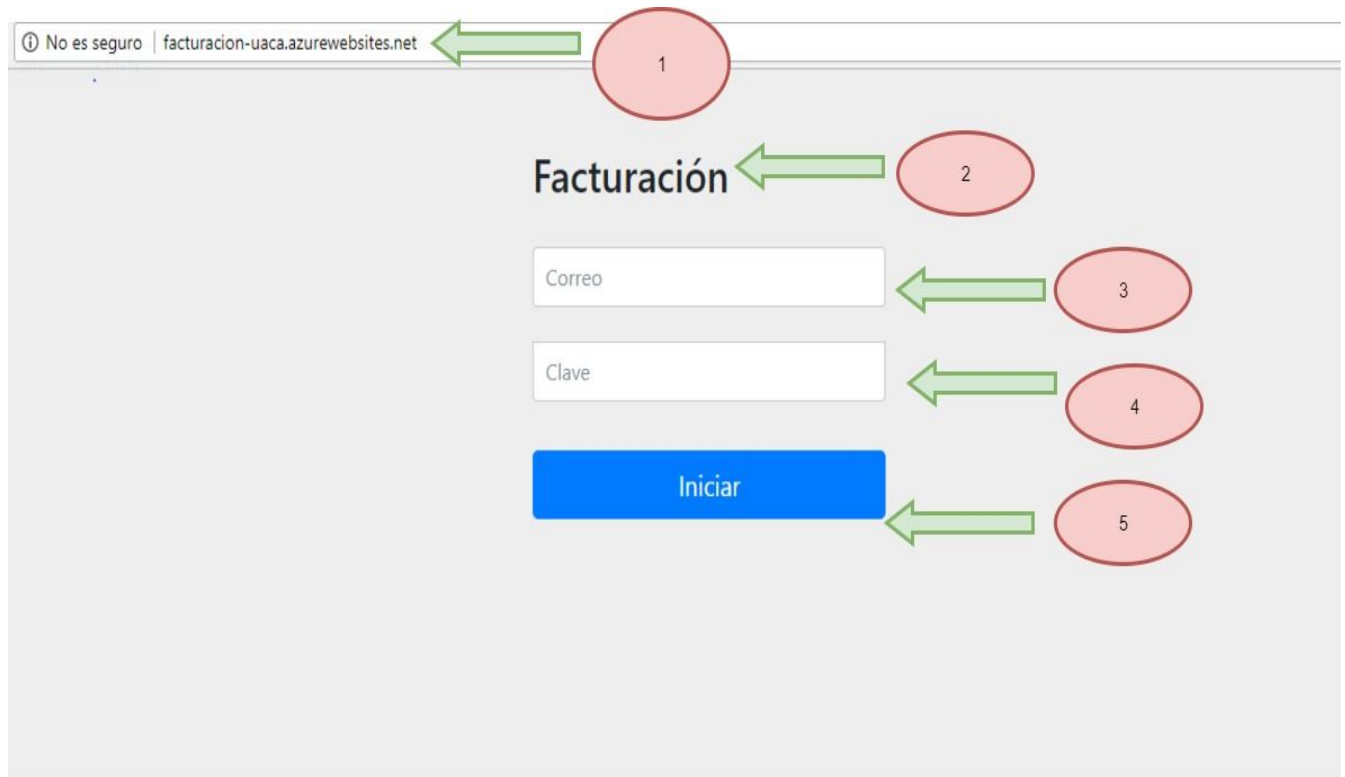 No es seguro | facturacion-uaca.azurewebsites.net
1
Facturación
2
Correo
3
Clave
4
Iniciar
5